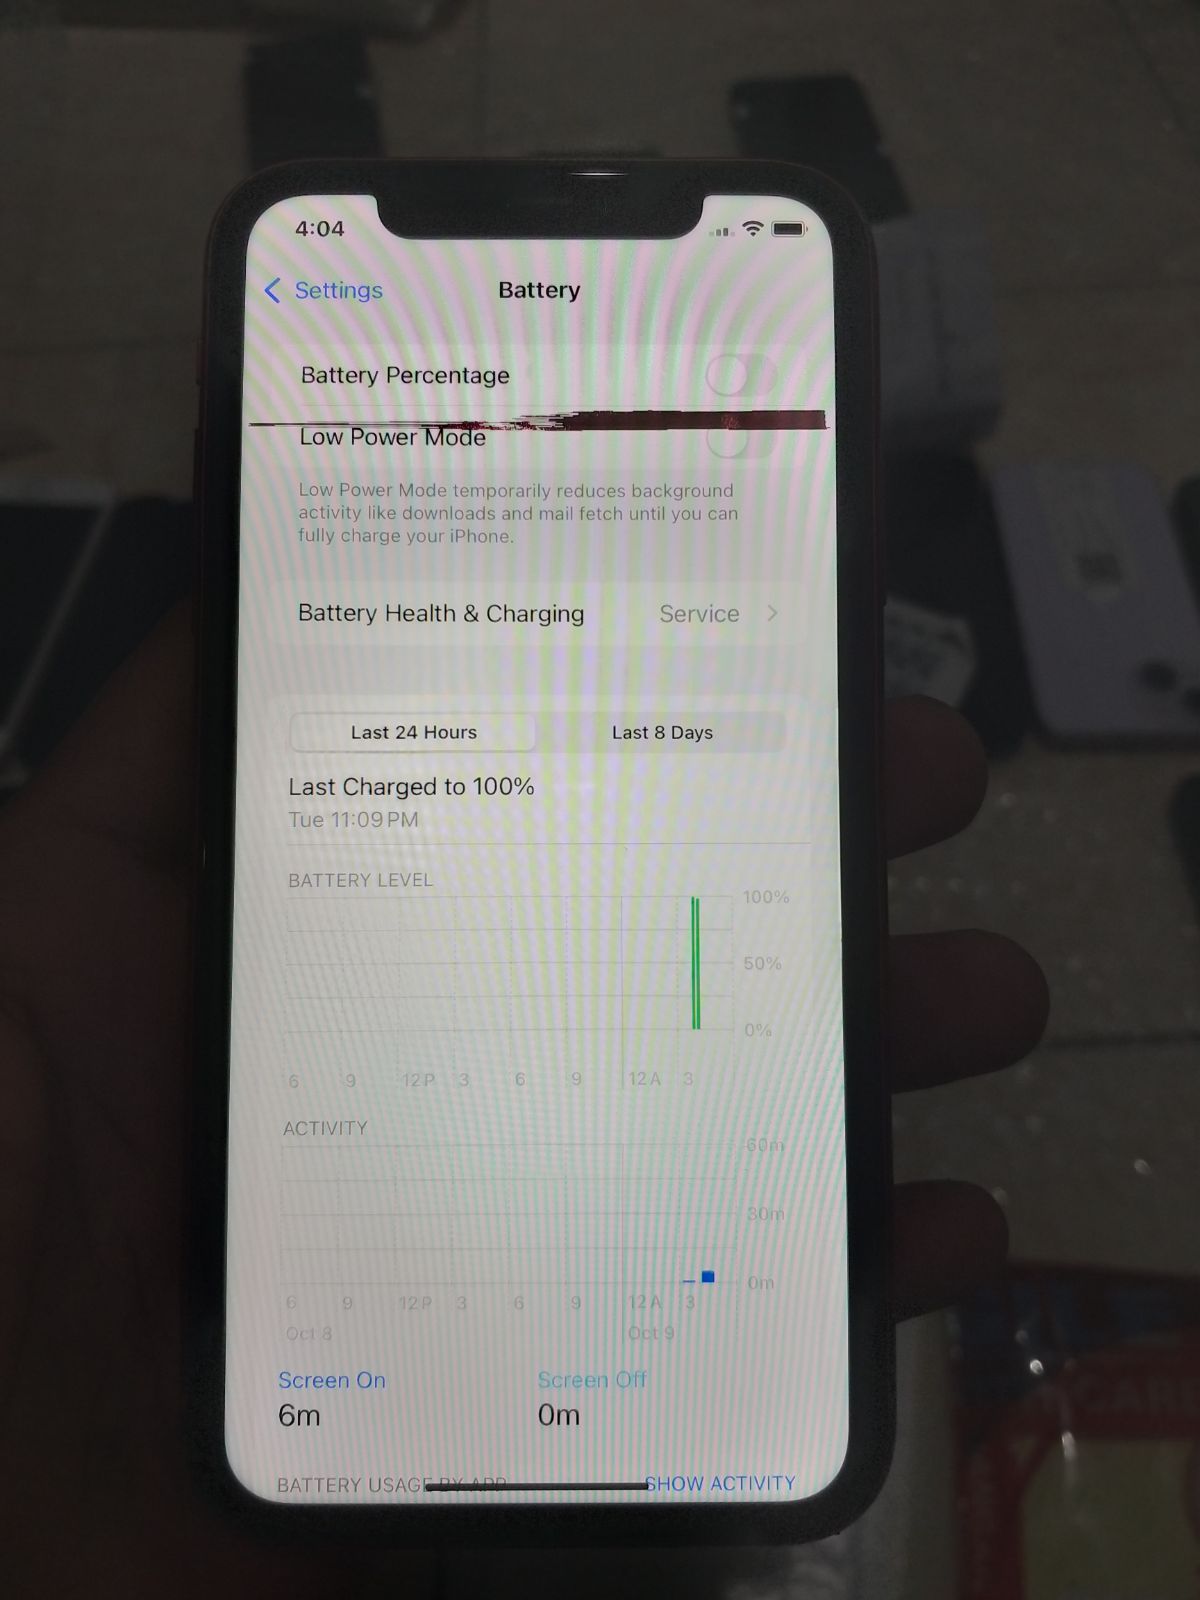 4:04
Settings
Battery
Battery Percentage
Low Power Mode
Low Power Mode temporarily reduces background
activity like downloads and mail fetch until you can
fully charge your iPhone.
Battery Health & Charging Service
Last 24 Hours Last 8 Days
Last Charged to 100%
Tue 11:09 PM
BATTERY LEVEL
100%
50%
0%
6 9 12 P 3 6 9 12 A 3
ACTIVITY
60m
30m
0m
6 9 12 P 3 6 9 12 A 3
Oct 8 Oct 9
Screen On Screen Off
6m 0m
BATTERY USAGE BY APP SHOW ACTIVITY